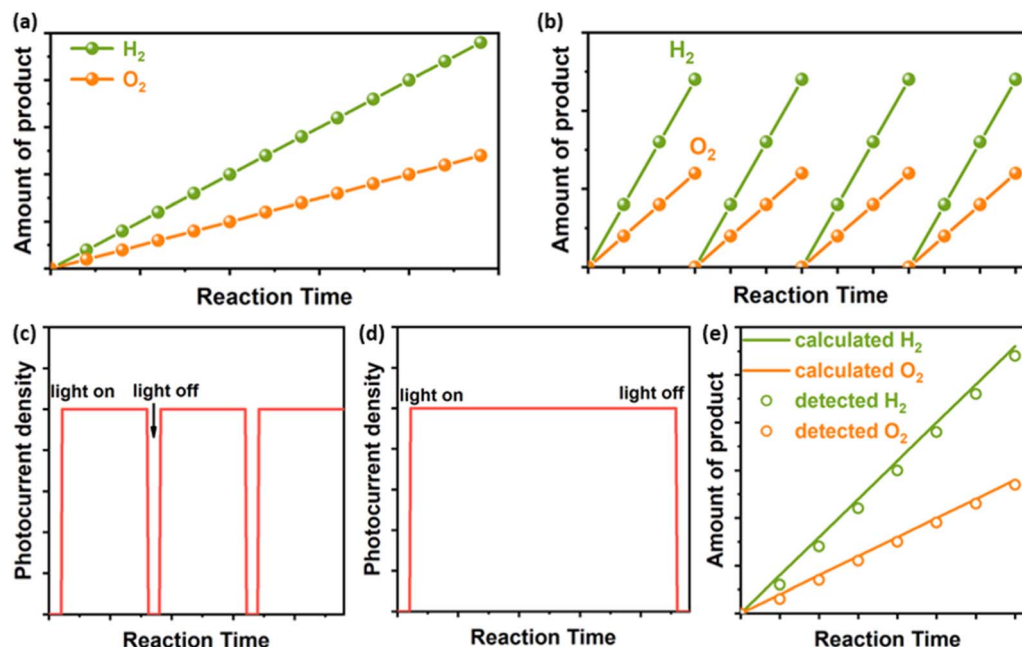 (a)
H₂
O₂
Amount of product
Reaction Time
(b)
H₂
O₂
Amount of product
Reaction Time
(c)
light on
light off
Photocurrent density
Reaction Time
(d)
light on
light off
Photocurrent density
Reaction Time
(e)
calculated H₂
calculated O₂
detected H₂
detected O₂
Amount of product
Reaction Time